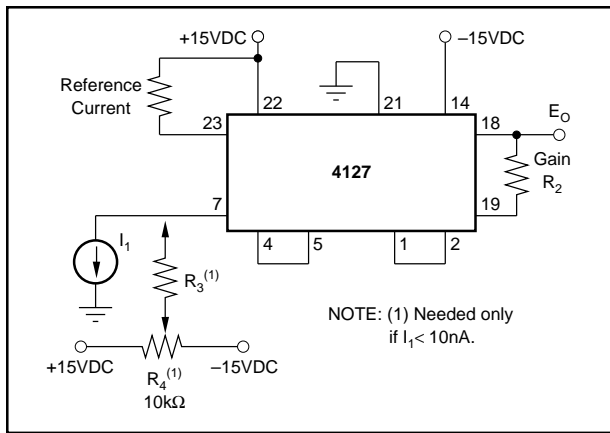 +15VDC
–15VDC
Reference
Current
22
21
14
23
18
E_O
Gain
R_2
4127
7
19
I_1
4
5
1
2
R_3^(1)
NOTE: (1) Needed only
if I_1< 10nA.
+15VDC
–15VDC
R_4^(1)
10kΩ